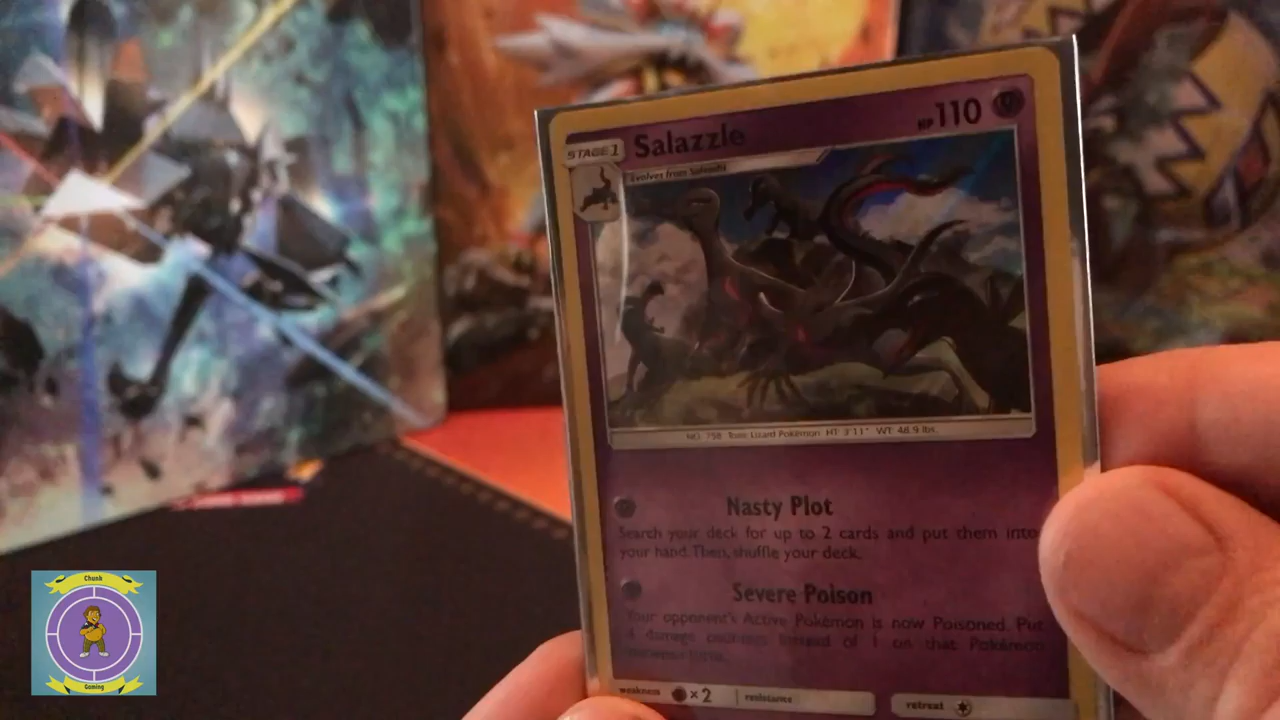 STAGE1 Salazzle HP 110
Evolves from Salandit
NO. 758 Toxic Lizard Pokémon HT: 3'11" WT: 48.9 lbs.
Nasty Plot
Search your deck for up to 2 cards and put them into
your hand. Then, shuffle your deck.
Severe Poison
Your opponent's Active Pokémon is now Poisoned. Put
4 damage counters instead of 1 on that Pokémon
weakness ×2 resistance retreat
Chunk
Gaming